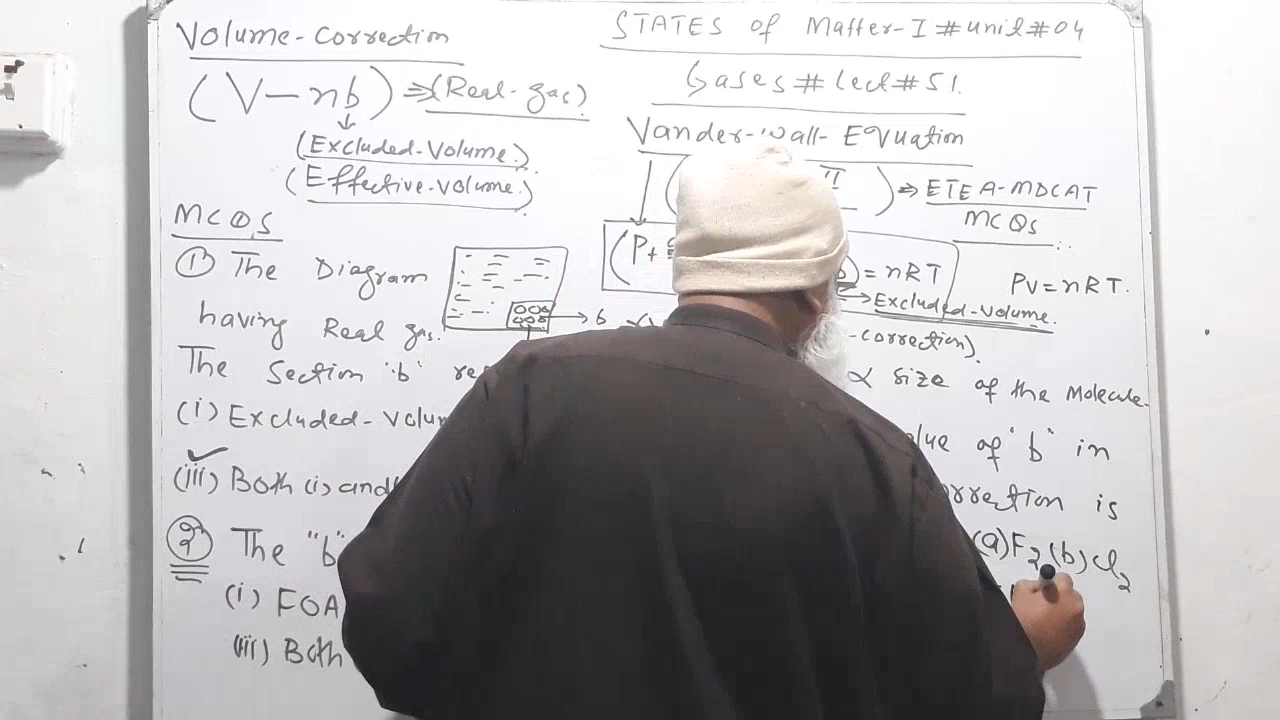 Volume-Correction
(V-nb) ⇒ (Real-gas)
(Excluded-Volume)
(Effective-volume)
MCQS
(1) The Diagram
having Real gas.
b
The Section "b"
(i) Excluded-Volu
(iii) Both (i) and
(2) The "b"
(i) FOA
(iii) Both
STATES of Matter-I # unit # 04
Gases # Lect # 51.
Vander-wall-EQuation
II ) ⇒ ETEA-MDCAT
MCQs
(P+ = nRT
PV = nRT.
→ Excluded-Volume.
-correction)
∝ size of the Molecule.
lue of "b" in
rrection is
(a) F2 (b) Cl2